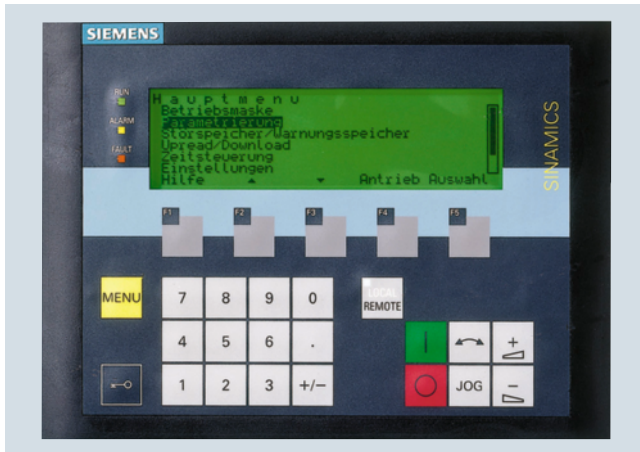 SIEMENS
RUN
ALARM
FAULT
Hauptmenu
Betriebsmaske
Parametrierung
Störspeicher/Warnungsspeicher
Upread/Download
Zeitsteuerung
Einstellungen
Hilfe Antrieb Auswahl
SINAMICS
F1 F2 F3 F4 F5
MENU 7 8 9 0 LOCAL
REMOTE
4 5 6 . +
1 2 3 +/- JOG –